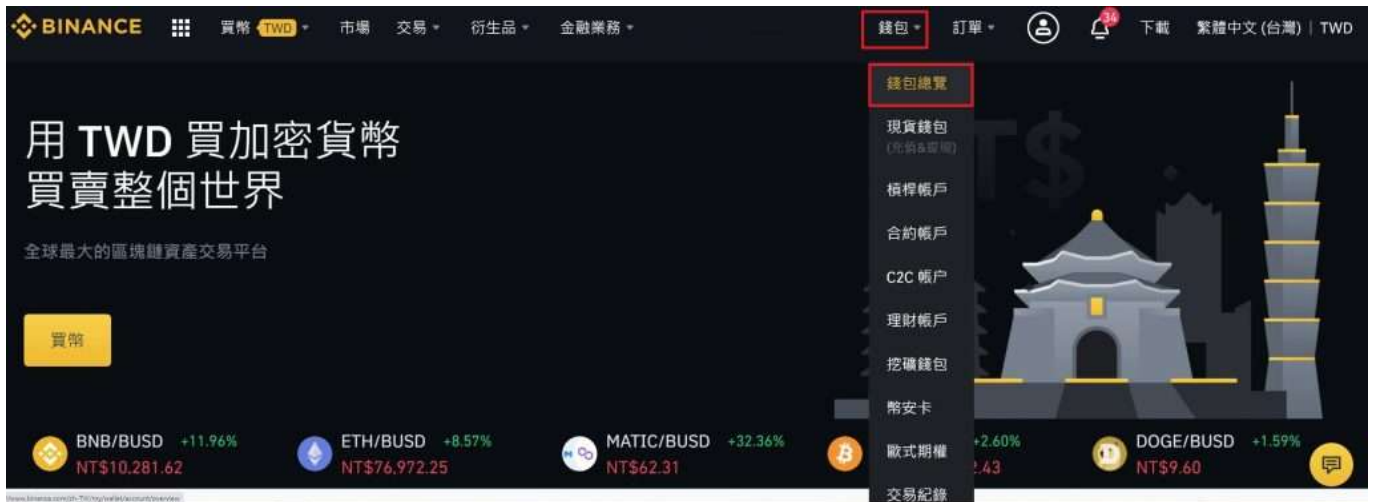 BINANCE 買幣 TWD 市場 交易 衍生品 金融業務 錢包 訂單 34 下載 繁體中文 (台灣) | TWD
錢包總覽
現貨錢包
槓桿帳戶
合約帳戶
C2C 帳户
理財帳戶
挖礦錢包
幣安卡
歐式期權
交易紀錄
用 TWD 買加密貨幣
買賣整個世界
全球最大的區塊鏈資產交易平台
買幣
NT$
BNB/BUSD +11.96%
NT$10,281.62
ETH/BUSD +8.57%
NT$76,972.25
MATIC/BUSD +32.36%
NT$62.31
+2.60%
2.43
DOGE/BUSD +1.59%
NT$9.60